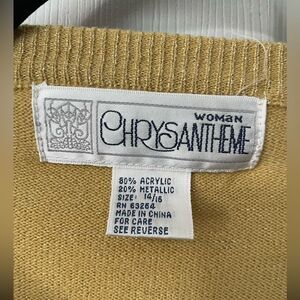 WOMAN
CHRYSANTHEME
80% ACRYLIC
20% METALLIC
SIZE: 14/16
RN 63264
MADE IN CHINA
FOR CARE
SEE REVERSE